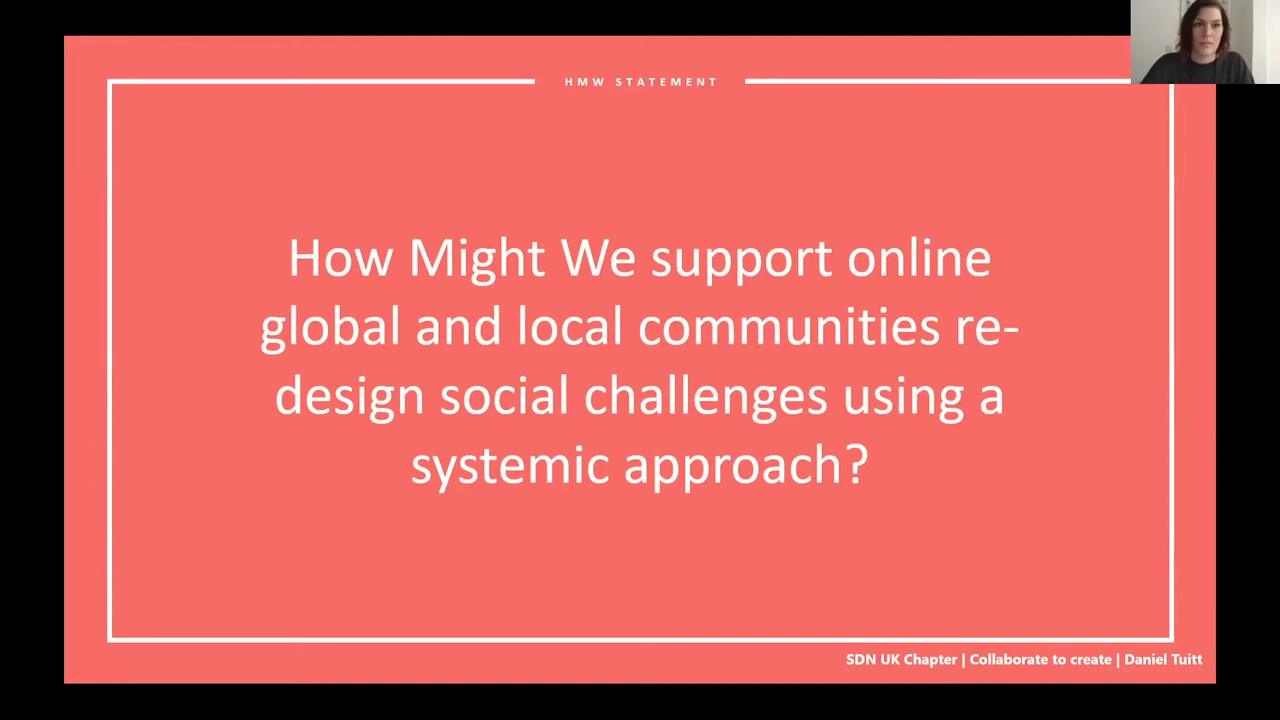 HMW STATEMENT
How Might We support online
global and local communities re-
design social challenges using a
systemic approach?
SDN UK Chapter | Collaborate to create | Daniel Tuitt